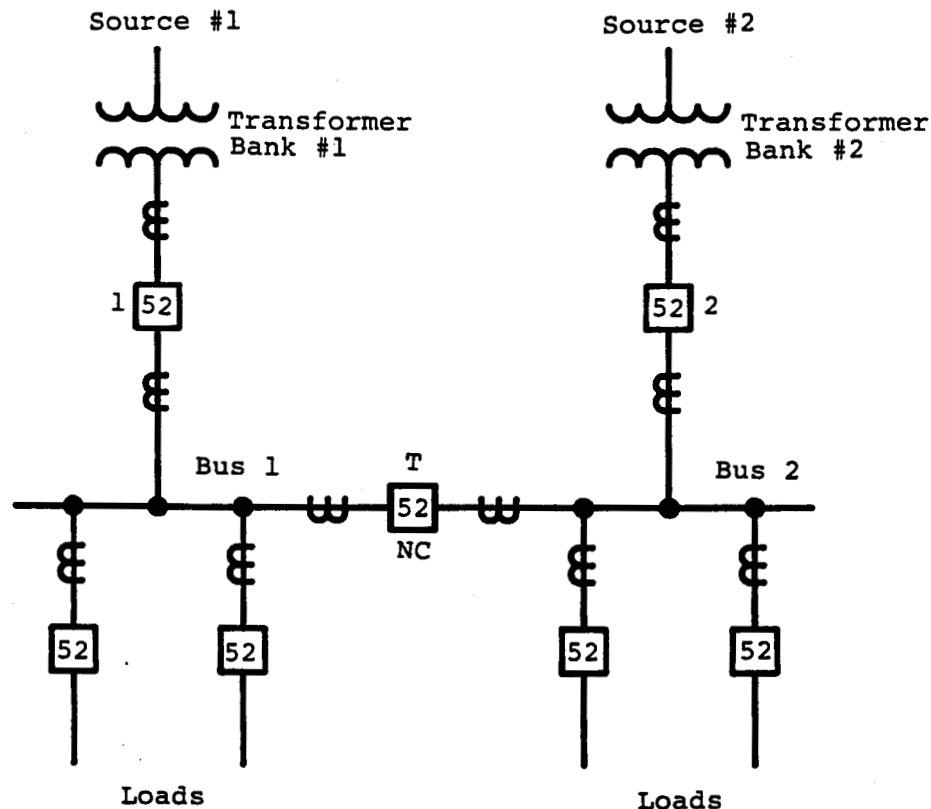 Source #1
Source #2
Transformer
Bank #1
Transformer
Bank #2
1
52
52
2
Bus 1
T
Bus 2
52
NC
52
52
52
52
Loads
Loads